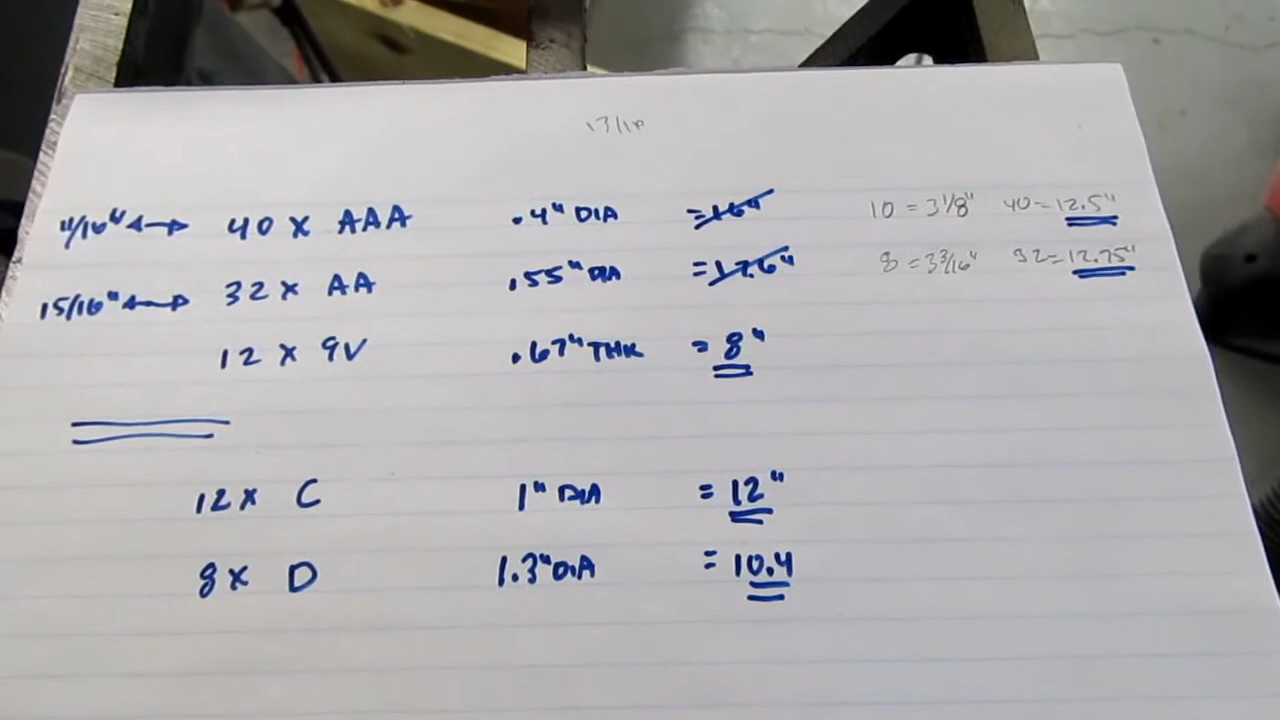 13/16
11/16" ↔ 40 x AAA .4" DIA = 16" 10 = 3 1/8" 40 = 12.5"
15/16" ↔ 32 x AA .55" DIA = 17.6" 8 = 3 3/16" 32 = 12.75"
12 x 9V .67" THK = 8"
12 x C 1" DIA = 12"
8 x D 1.3" DIA = 10.4